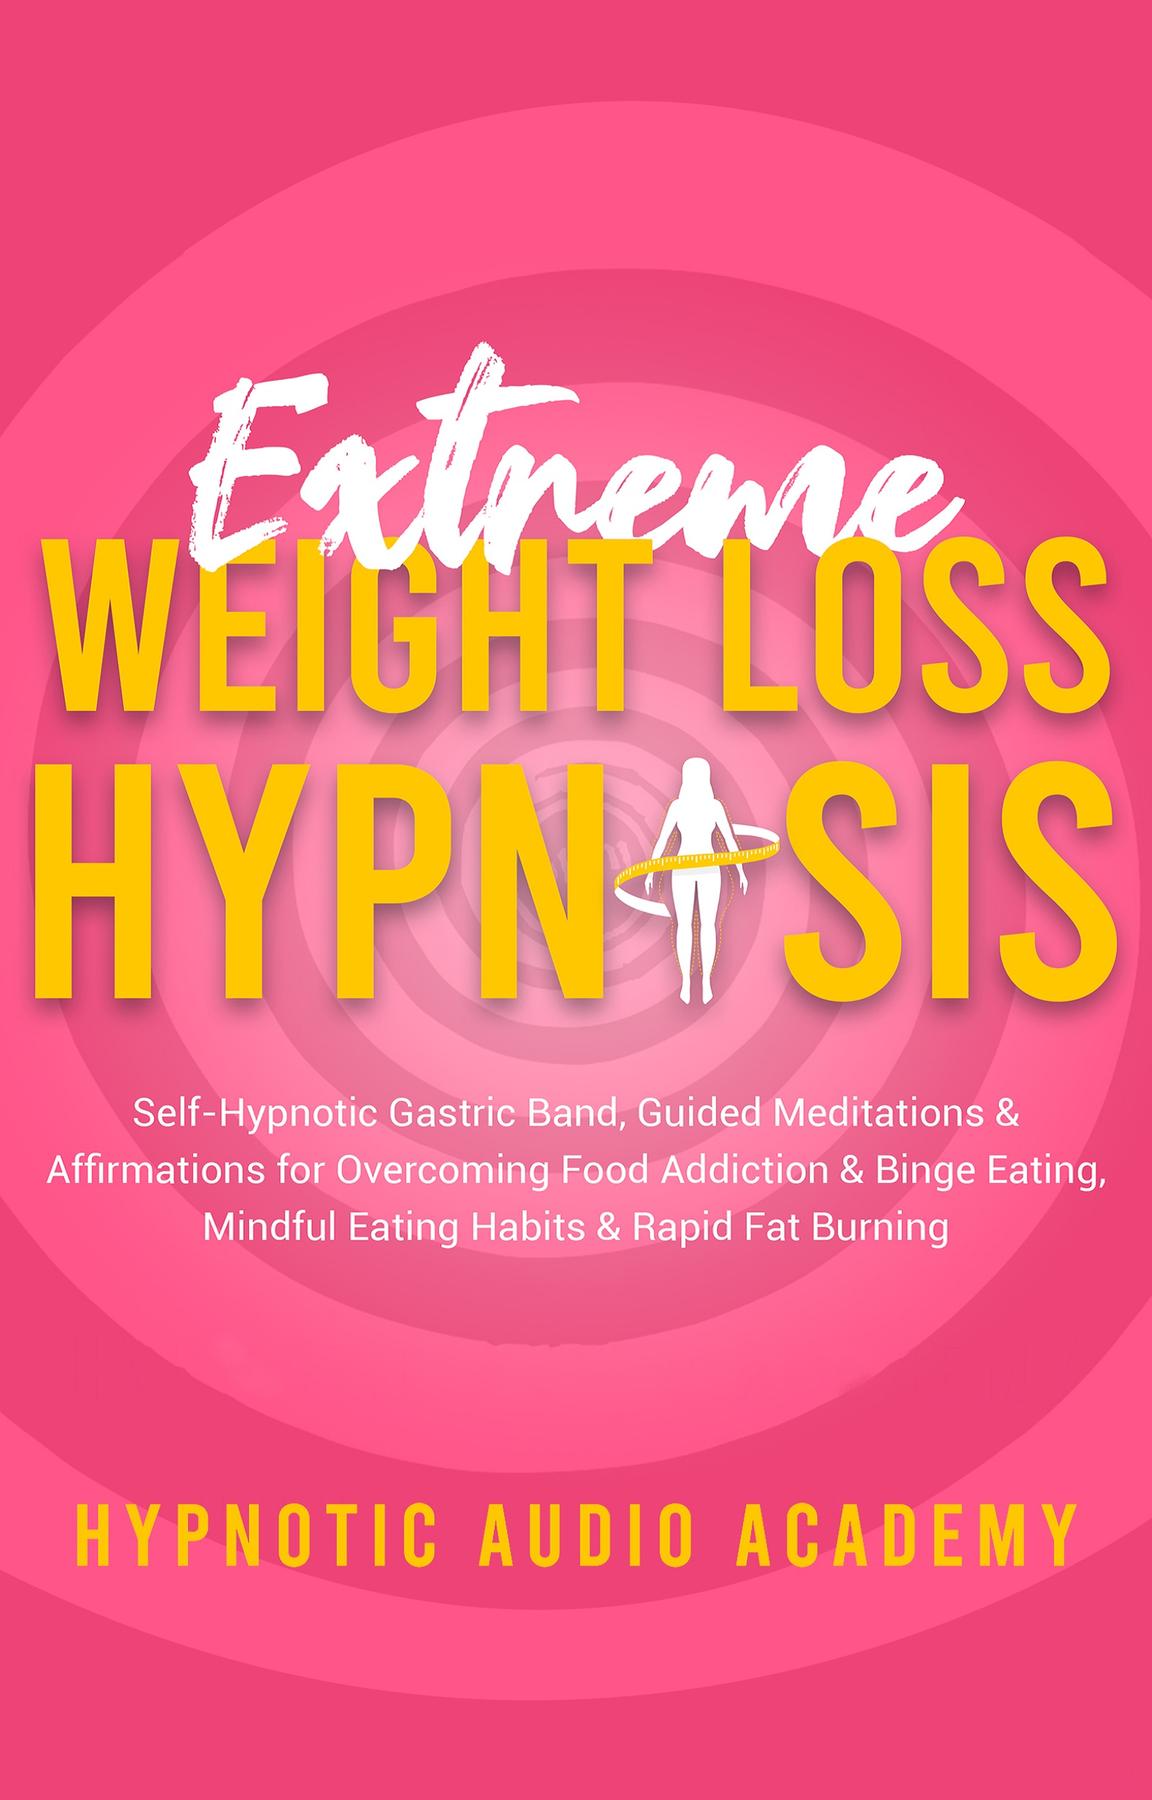 Extreme
WEIGHT LOSS
HYPNOSIS
Self-Hypnotic Gastric Band, Guided Meditations &
Affirmations for Overcoming Food Addiction & Binge Eating,
Mindful Eating Habits & Rapid Fat Burning
HYPNOTIC AUDIO ACADEMY